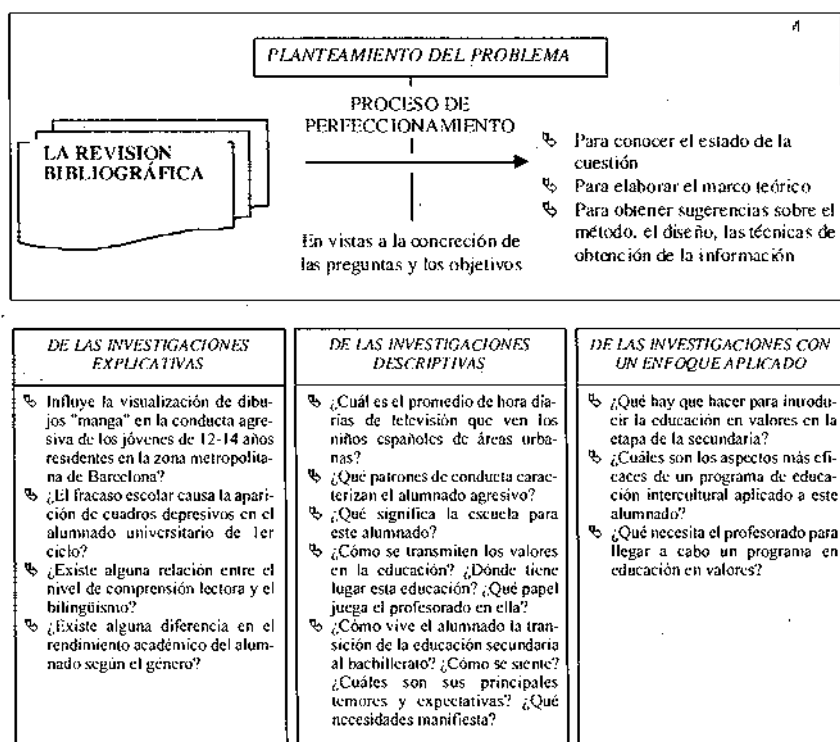 4
PLANTEAMIENTO DEL PROBLEMA
PROCESO DE
PERFECCIONAMIENTO
LA REVISION
BIBLIOGRÁFICA
En vistas a la concreción de
las preguntas y los objetivos
Para conocer el estado de la
cuestión
Para elaborar el marco teórico
Para obtener sugerencias sobre el
método, el diseño, las técnicas de
obtención de la información
DE LAS INVESTIGACIONES
EXPLICATIVAS
Influye la visualización de dibu-
jos "manga" en la conducta agre-
siva de los jóvenes de 12-14 años
residentes en la zona metropolita-
na de Barcelona?
¿El fracaso escolar causa la apari-
ción de cuadros depresivos en el
alumnado universitario de 1er
ciclo?
¿Existe alguna relación entre el
nivel de comprensión lectora y el
bilingüismo?
¿Existe alguna diferencia en el
rendimiento académico del alum-
nado según el género?
DE LAS INVESTIGACIONES
DESCRIPTIVAS
¿Cuál es el promedio de hora dia-
rias de televisión que ven los
niños españoles de áreas urba-
nas?
¿Qué patrones de conducta carac-
terizan el alumnado agresivo?
¿Qué significa la escuela para
este alumnado?
¿Cómo se transmiten los valores
en la educación? ¿Dónde tiene
lugar esta educación? ¿Qué papel
juega el profesorado en ella?
¿Cómo vive el alumnado la tran-
sición de la educación secundaria
al bachillerato? ¿Cómo se siente?
¿Cuáles son sus principales
temores y expectativas? ¿Qué
necesidades manifiesta?
DE LAS INVESTIGACIONES CON
UN ENFOQUE APLICADO
¿Qué hay que hacer para introdu-
cir la educación en valores en la
etapa de la secundaria?
¿Cuáles son los aspectos más efi-
caces de un programa de educa-
ción intercultural aplicado a este
alumnado?
¿Qué necesita el profesorado para
llegar a cabo un programa en
educación en valores?